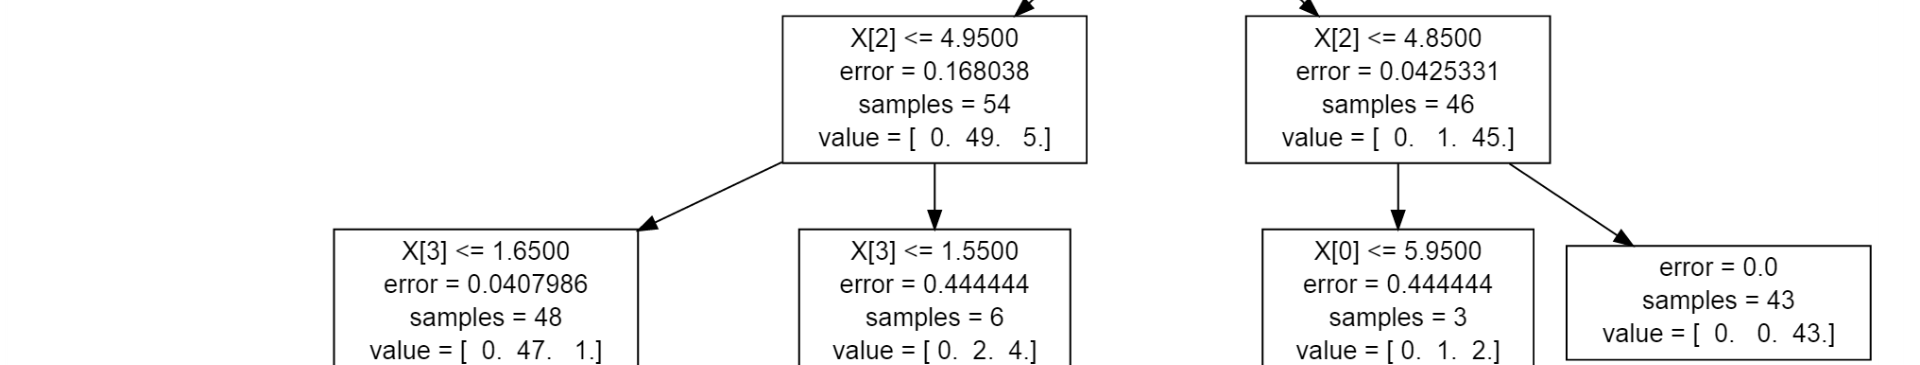 X[2] <= 4.9500
error = 0.168038
samples = 54
value = [  0.  49.   5.]
X[2] <= 4.8500
error = 0.0425331
samples = 46
value = [  0.   1.  45.]
X[3] <= 1.6500
error = 0.0407986
samples = 48
value = [  0.  47.   1.]
X[3] <= 1.5500
error = 0.444444
samples = 6
value = [ 0.  2.  4.]
X[0] <= 5.9500
error = 0.444444
samples = 3
value = [ 0.  1.  2.]
error = 0.0
samples = 43
value = [  0.   0.  43.]